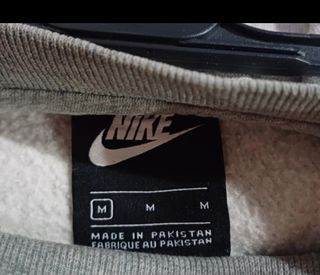 NIKE
M M M
MADE IN PAKISTAN
FABRIQUE AU PAKISTAN